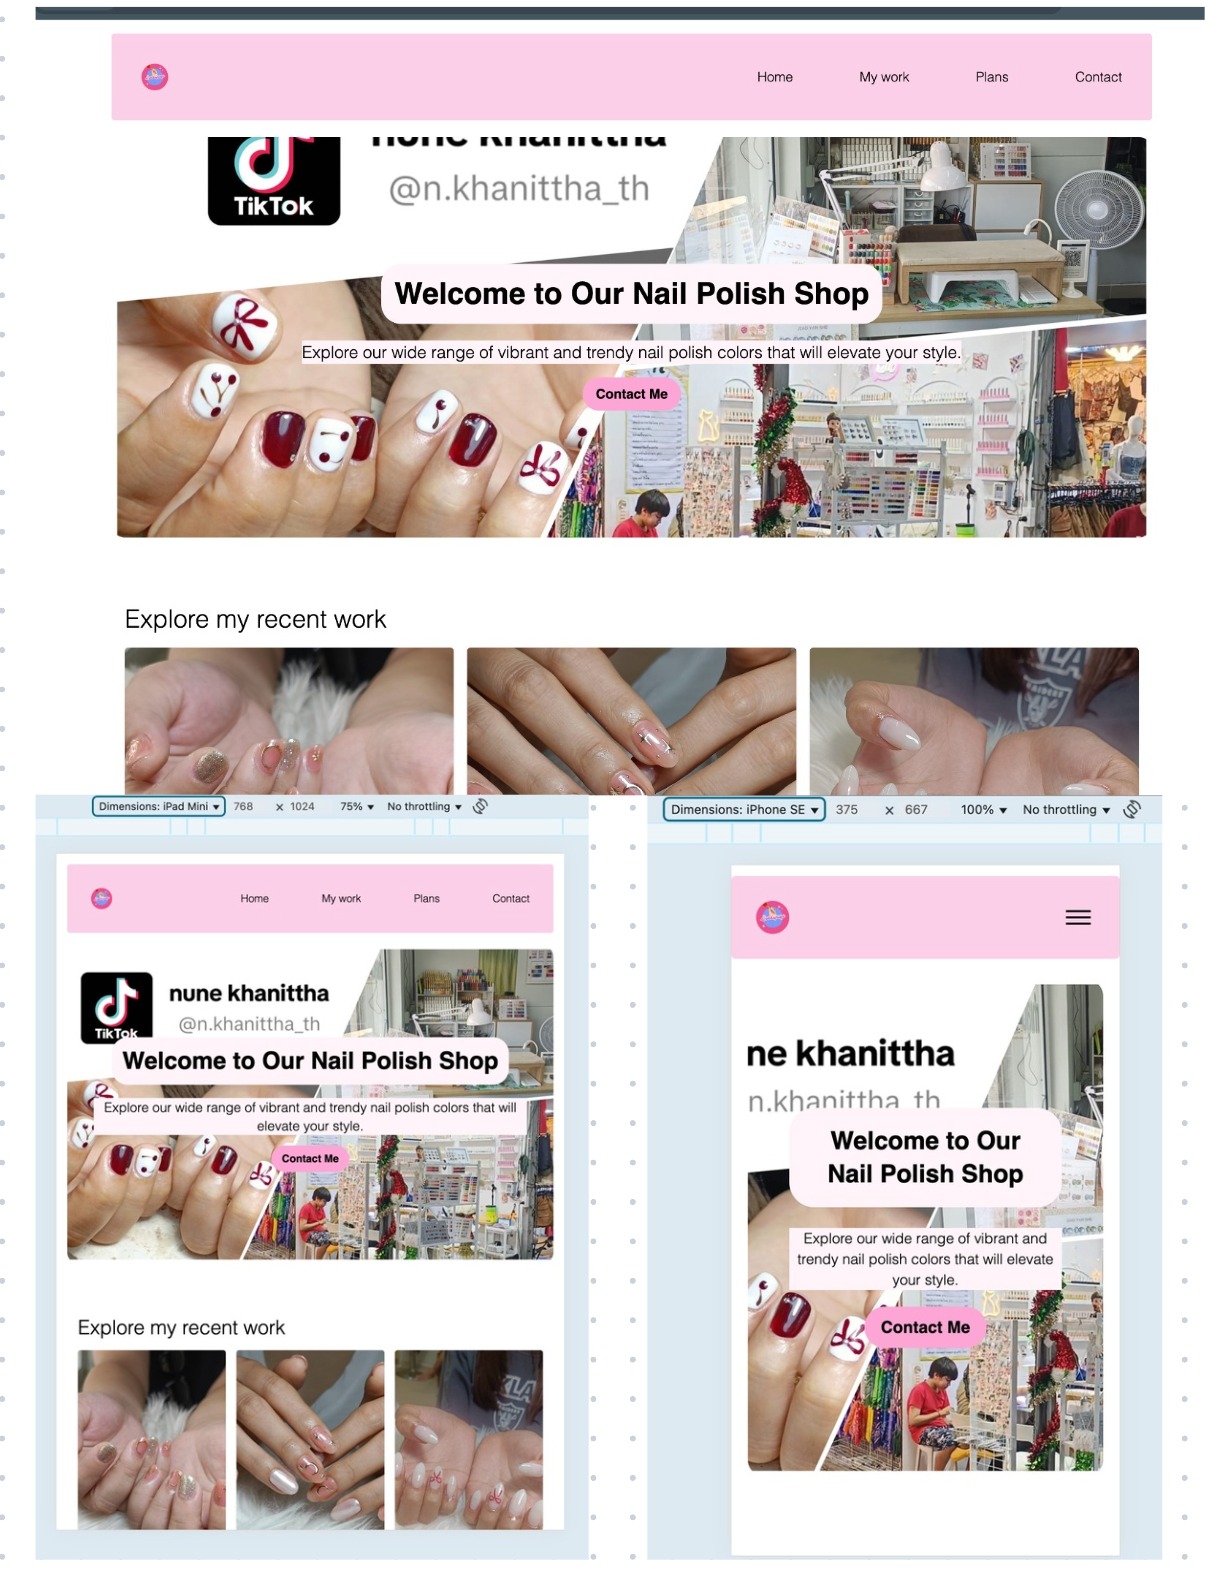 Home My work Plans Contact
nune khanittha
@n.khanittha_th
TikTok
Welcome to Our Nail Polish Shop
Explore our wide range of vibrant and trendy nail polish colors that will elevate your style.
Contact Me
Explore my recent work
Dimensions: iPad Mini ▼ 768 × 1024 75% ▼ No throttling ▼
Home My work Plans Contact
nune khanittha
@n.khanittha_th
TikTok
Welcome to Our Nail Polish Shop
Explore our wide range of vibrant and trendy nail polish colors that will
elevate your style.
Contact Me
Explore my recent work
Dimensions: iPhone SE ▼ 375 × 667 100% ▼ No throttling ▼
ne khanittha
n.khanittha_th
Welcome to Our
Nail Polish Shop
Explore our wide range of vibrant and
trendy nail polish colors that will elevate
your style.
Contact Me